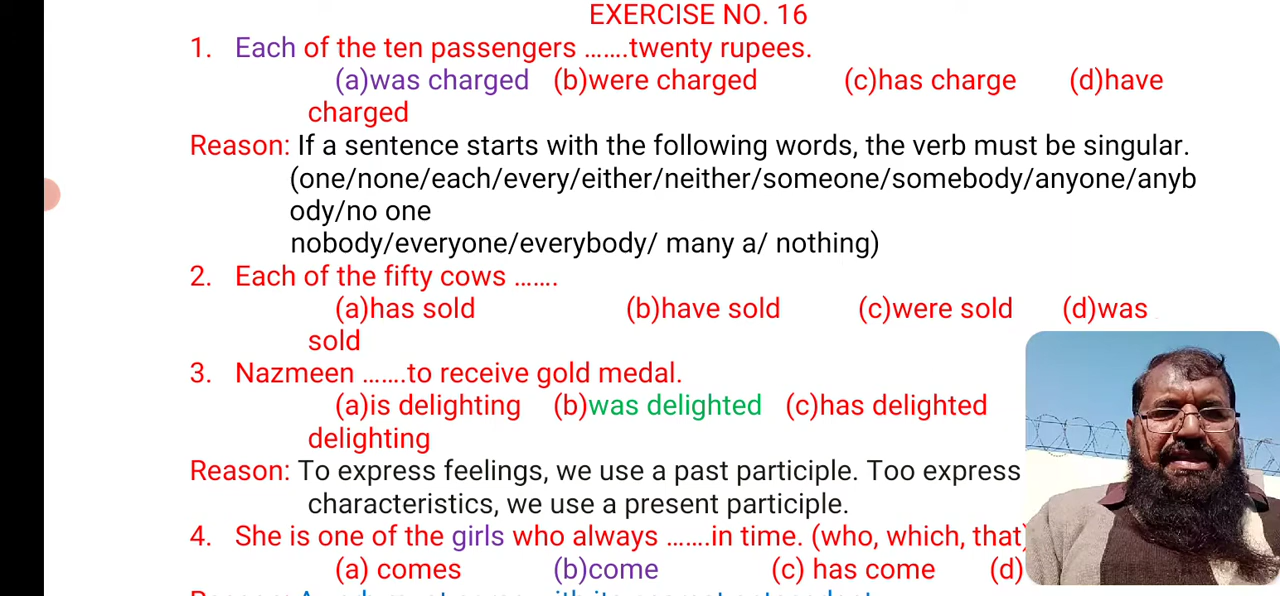 EXERCISE NO. 16
1. Each of the ten passengers …….twenty rupees.
(a)was charged (b)were charged (c)has charge (d)have
charged
Reason: If a sentence starts with the following words, the verb must be singular.
(one/none/each/every/either/neither/someone/somebody/anyone/anyb
ody/no one
nobody/everyone/everybody/ many a/ nothing)
2. Each of the fifty cows …….
(a)has sold (b)have sold (c)were sold (d)was
sold
3. Nazmeen …….to receive gold medal.
(a)is delighting (b)was delighted (c)has delighted
delighting
Reason: To express feelings, we use a past participle. Too express
characteristics, we use a present participle.
4. She is one of the girls who always …….in time. (who, which, that)
(a) comes (b)come (c) has come (d)